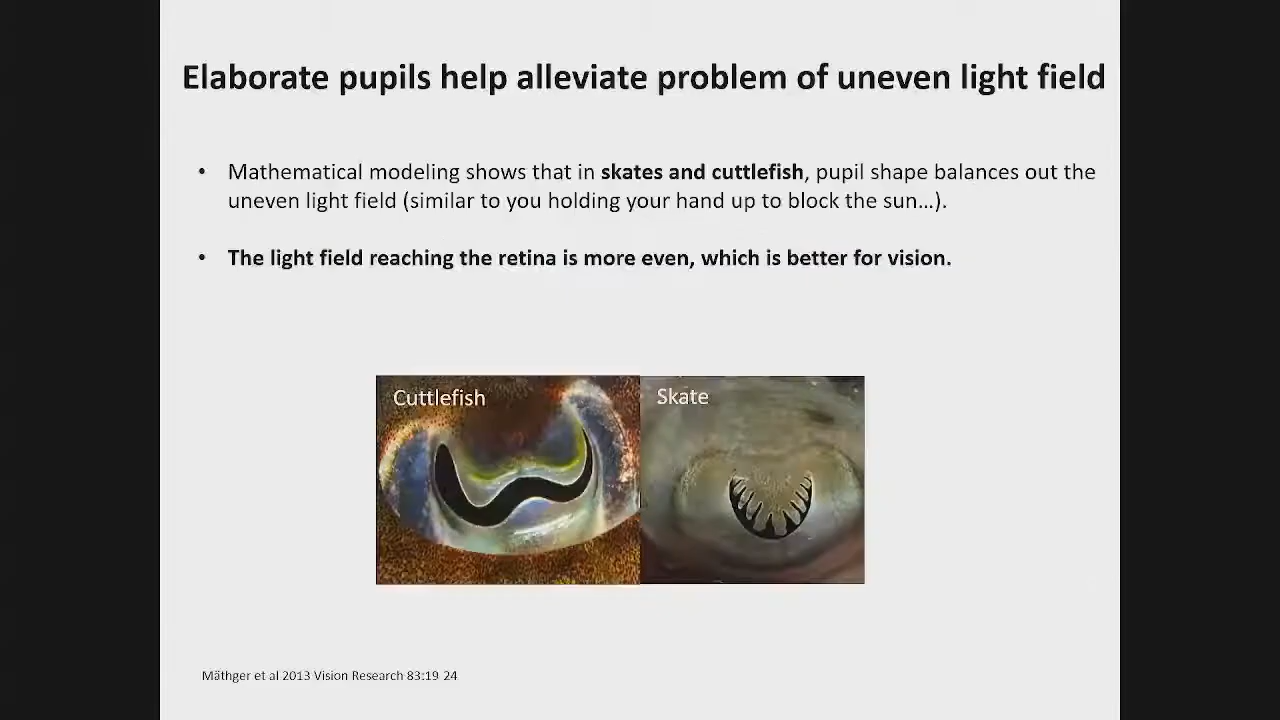 Elaborate pupils help alleviate problem of uneven light field
• Mathematical modeling shows that in skates and cuttlefish, pupil shape balances out the
uneven light field (similar to you holding your hand up to block the sun…).
• The light field reaching the retina is more even, which is better for vision.
Cuttlefish
Skate
Mäthger et al 2013 Vision Research 83:19 24